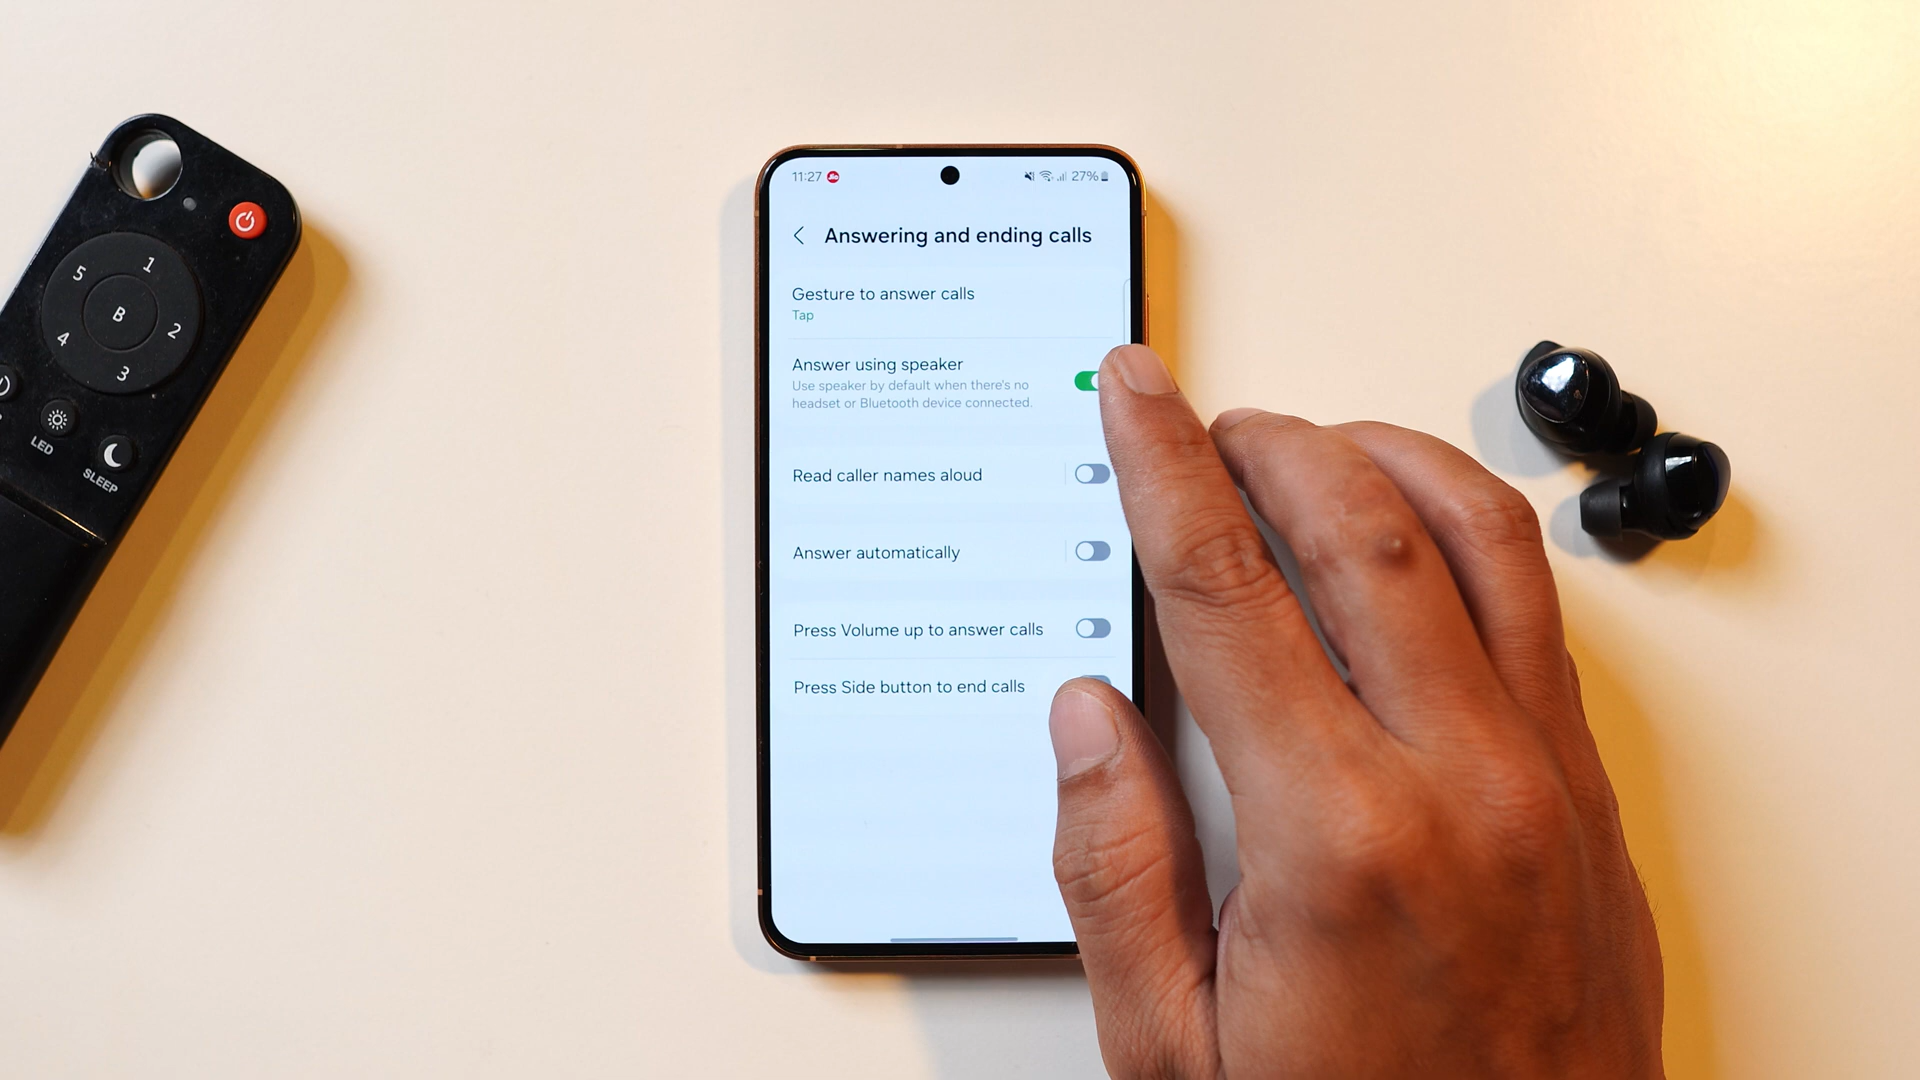 11:27 Jio 27%
Answering and ending calls
Gesture to answer calls
Tap
Answer using speaker
Use speaker by default when there's no
headset or Bluetooth device connected.
Read caller names aloud
Answer automatically
Press Volume up to answer calls
Press Side button to end calls
1
5
B
2
4
3
LED
SLEEP